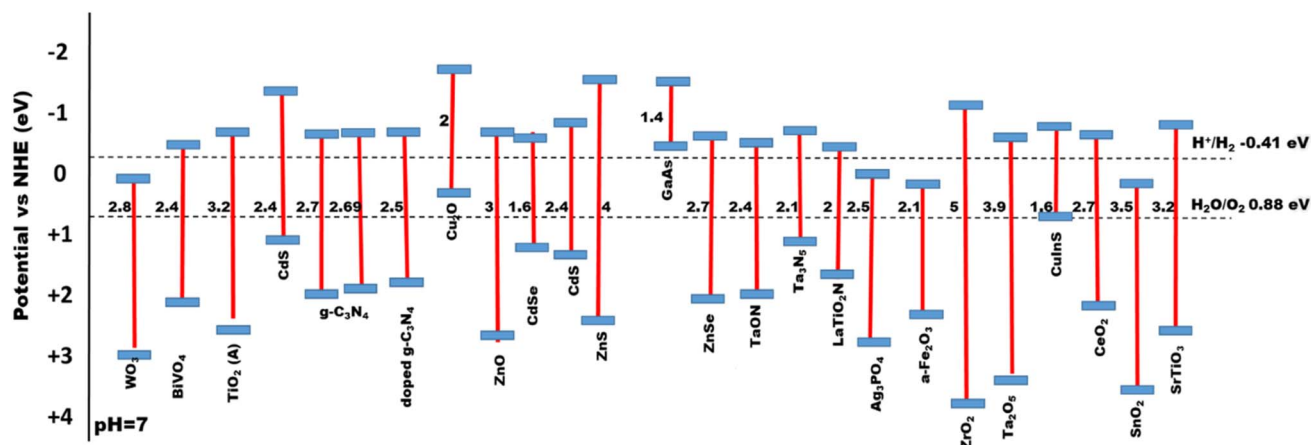 Potential vs NHE (eV)
-2
-1
0
+1
+2
+3
+4
pH=7
H⁺/H₂ -0.41 eV
H₂O/O₂ 0.88 eV
2.8
WO₃
2.4
BiVO₄
3.2
TiO₂ (A)
2.4
CdS
2.7
2.69
g-C₃N₄
2.5
doped g-C₃N₄
2
Cu₂O
3
ZnO
1.6
CdSe
2.4
CdS
4
ZnS
1.4
GaAs
2.7
ZnSe
2.4
TaON
2.1
Ta₃N₅
2
LaTiO₂N
2.5
Ag₃PO₄
2.1
a-Fe₂O₃
5
ZrO₂
3.9
Ta₂O₅
1.6
CuInS
2.7
CeO₂
3.5
SnO₂
3.2
SrTiO₃